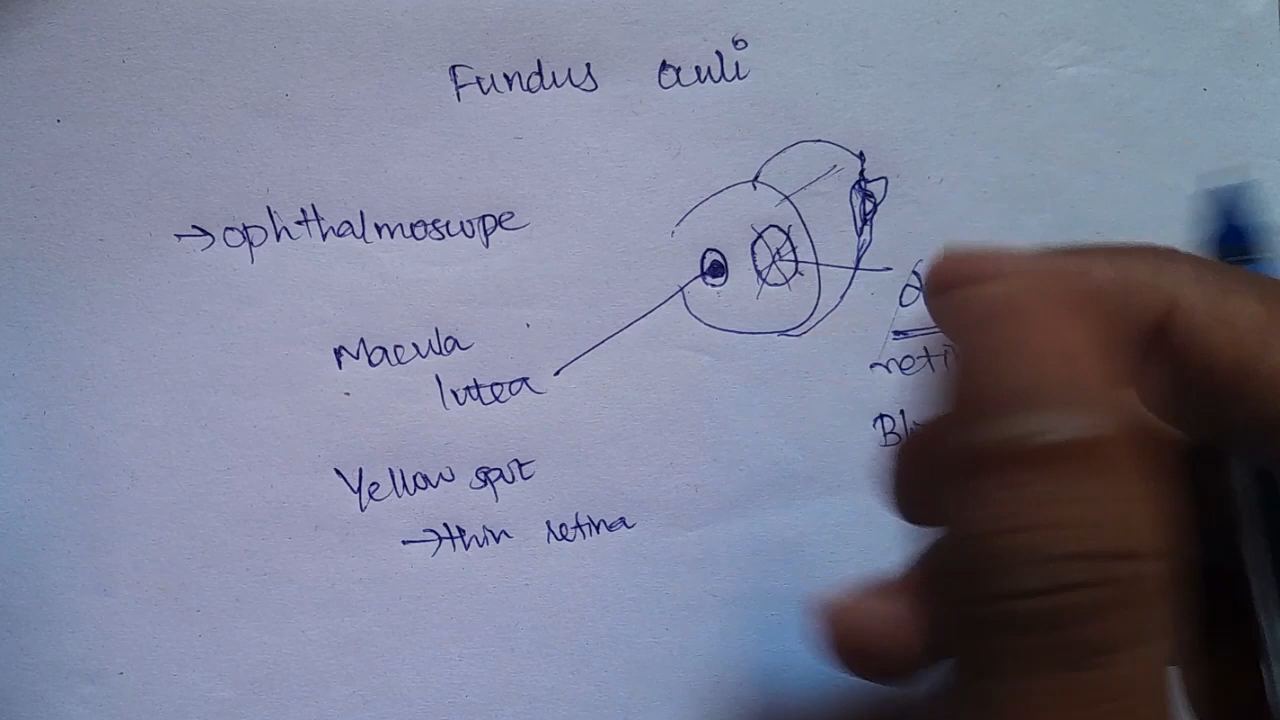 Fundus oculi
→ophthalmoscope
Macula
lutea
Yellow spot
→thin retina